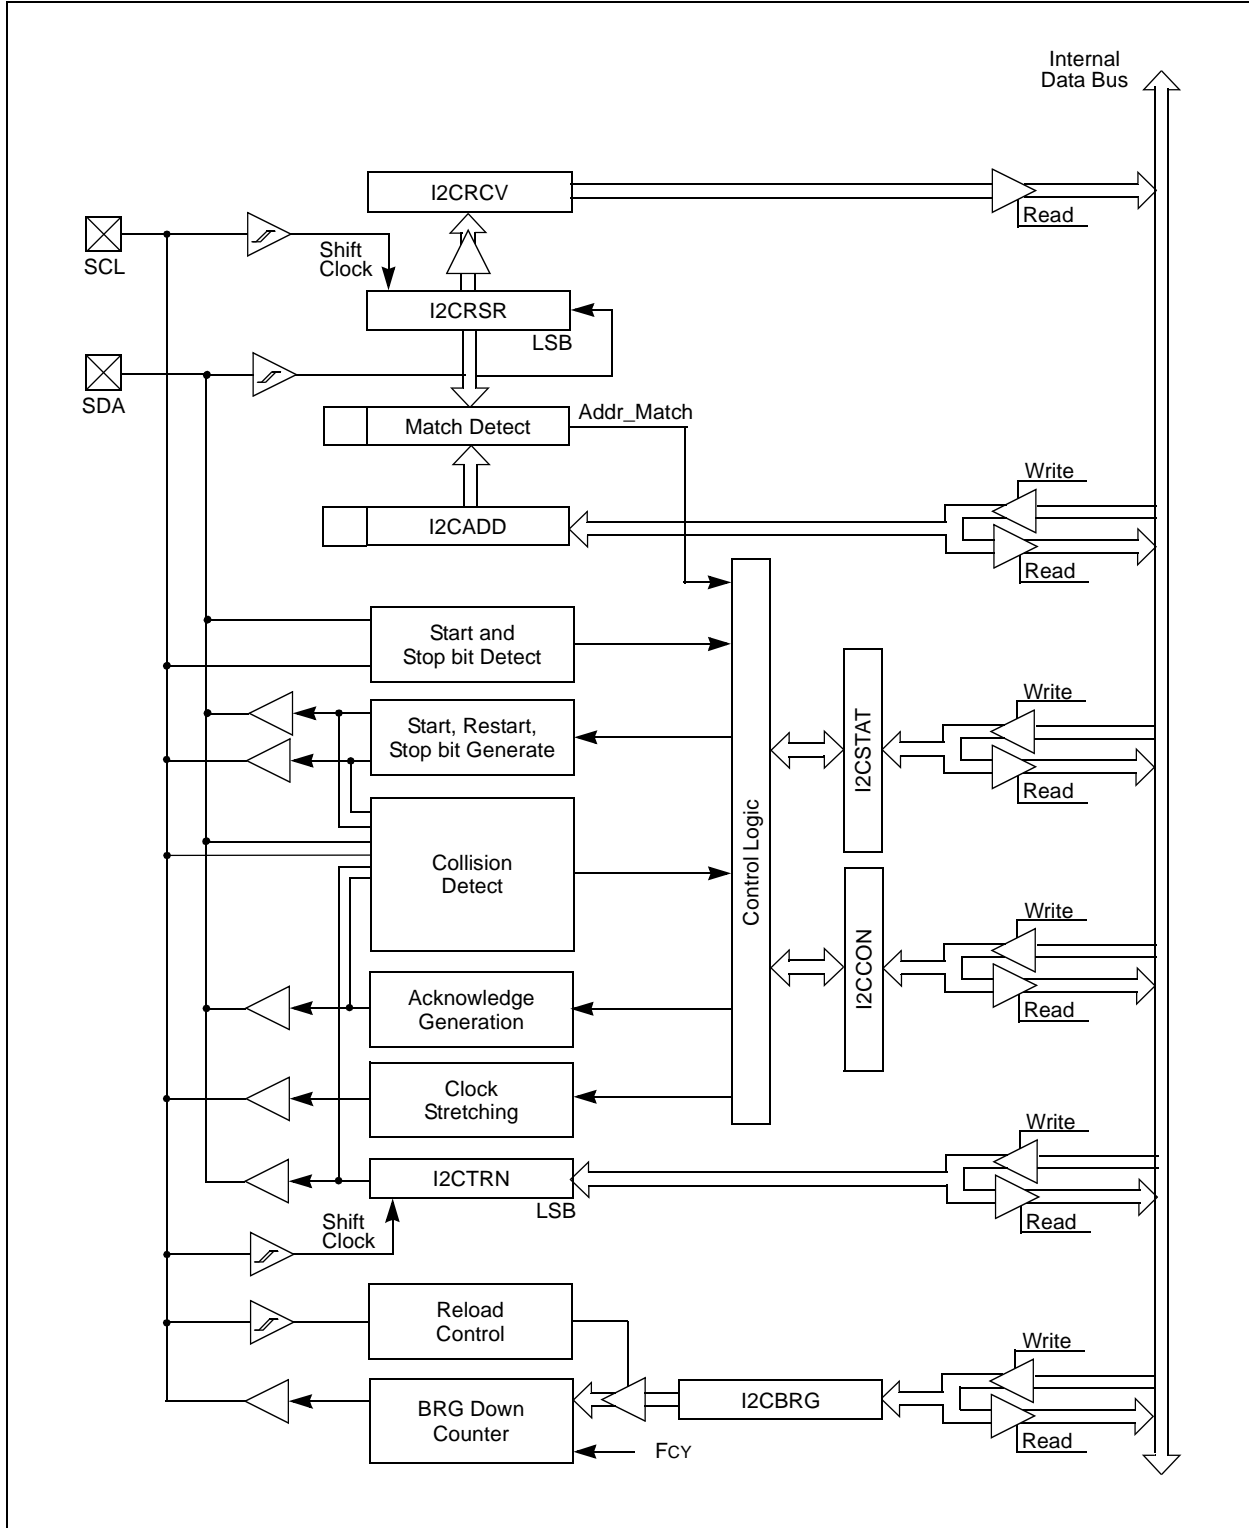 Internal
Data Bus
I2CRCV
Read
SCL
Shift
Clock
I2CRSR
LSB
SDA
Addr_Match
Match Detect
Write
I2CADD
Read
Start and
Stop bit Detect
Write
Start, Restart,
Stop bit Generate
I2CSTAT
Read
Control Logic
Collision
Detect
Write
I2CCON
Acknowledge
Generation
Read
Clock
Stretching
Write
I2CTRN
LSB
Read
Shift
Clock
Reload
Control
Write
I2CBRG
BRG Down
Counter
Read
FCY